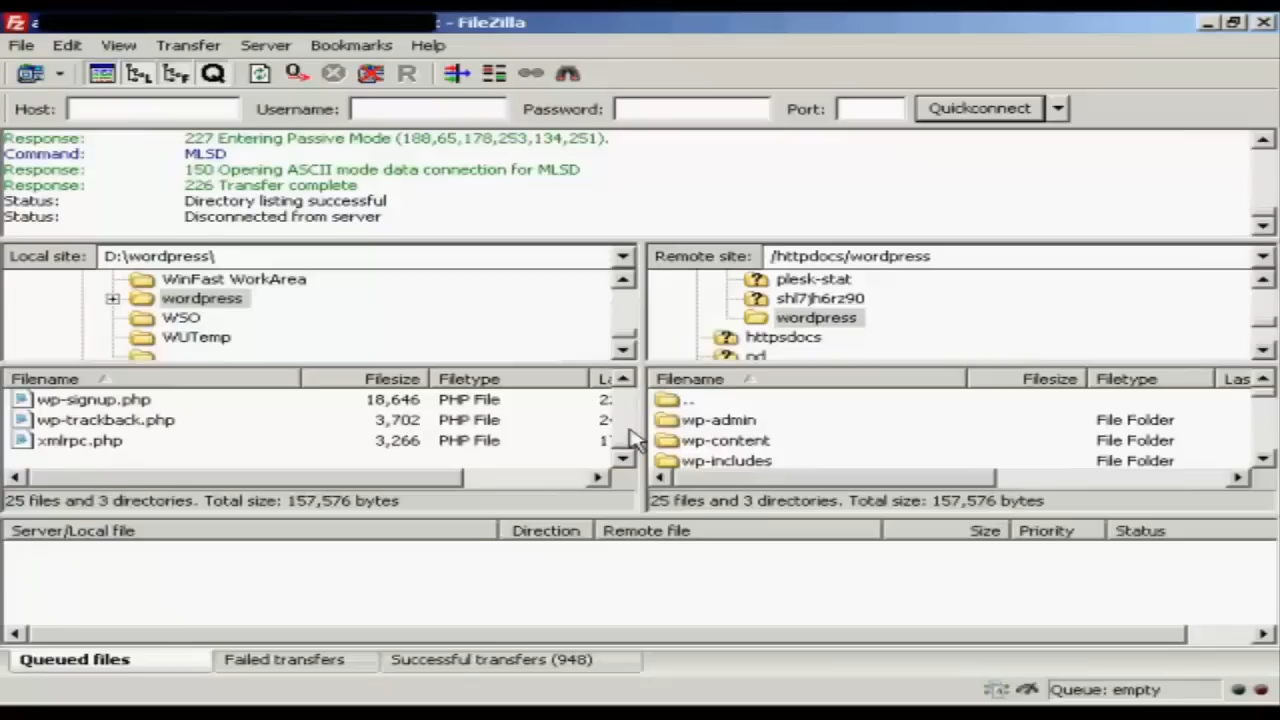 - FileZilla
File Edit View Transfer Server Bookmarks Help
Host: Username: Password: Port: Quickconnect
Response: 227 Entering Passive Mode (188,65,178,253,134,251).
Command: MLSD
Response: 150 Opening ASCII mode data connection for MLSD
Response: 226 Transfer complete
Status: Directory listing successful
Status: Disconnected from server
Local site: D:\wordpress\
WinFast WorkArea
wordpress
WSO
WUTemp
Remote site: /httpdocs/wordpress
plesk-stat
shl7jh6rz90
wordpress
httpsdocs
pd
Filename Filesize Filetype
wp-signup.php 18,646 PHP File
wp-trackback.php 3,702 PHP File
xmlrpc.php 3,266 PHP File
25 files and 3 directories. Total size: 157,576 bytes
Filename Filesize Filetype Las
..
wp-admin File Folder
wp-content File Folder
wp-includes File Folder
25 files and 3 directories. Total size: 157,576 bytes
Server/Local file Direction Remote file Size Priority Status
Queued files Failed transfers Successful transfers (948)
Queue: empty